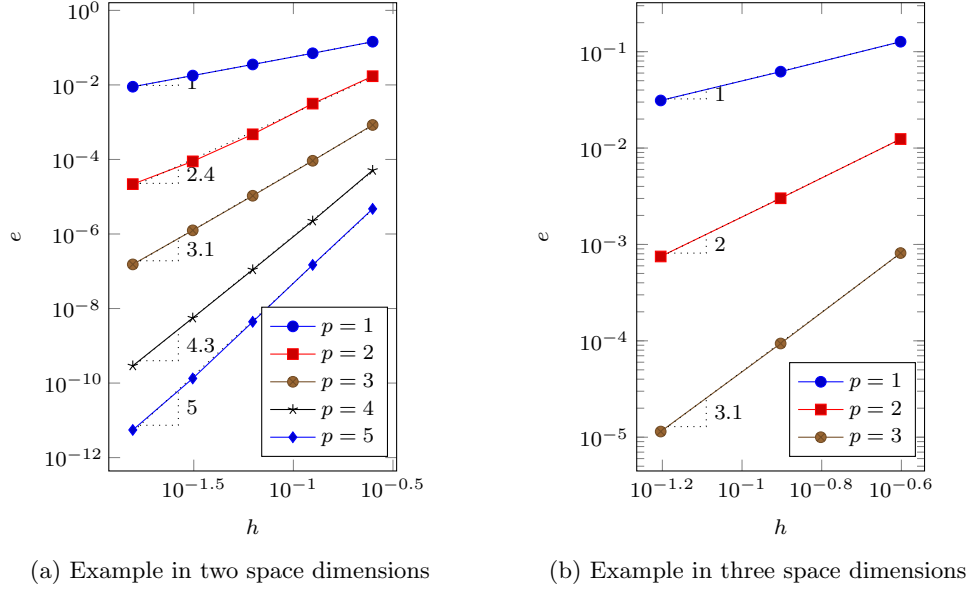 10^0
10^−2
10^−4
10^−6
10^−8
10^−10
10^−12
e
1
2.4
3.1
4.3
5
p = 1
p = 2
p = 3
p = 4
p = 5
10^−1.5
10^−1
10^−0.5
h
(a) Example in two space dimensions
10^−1
10^−2
10^−3
10^−4
10^−5
e
1
2
3.1
p = 1
p = 2
p = 3
10^−1.2
10^−1
10^−0.8
10^−0.6
h
(b) Example in three space dimensions